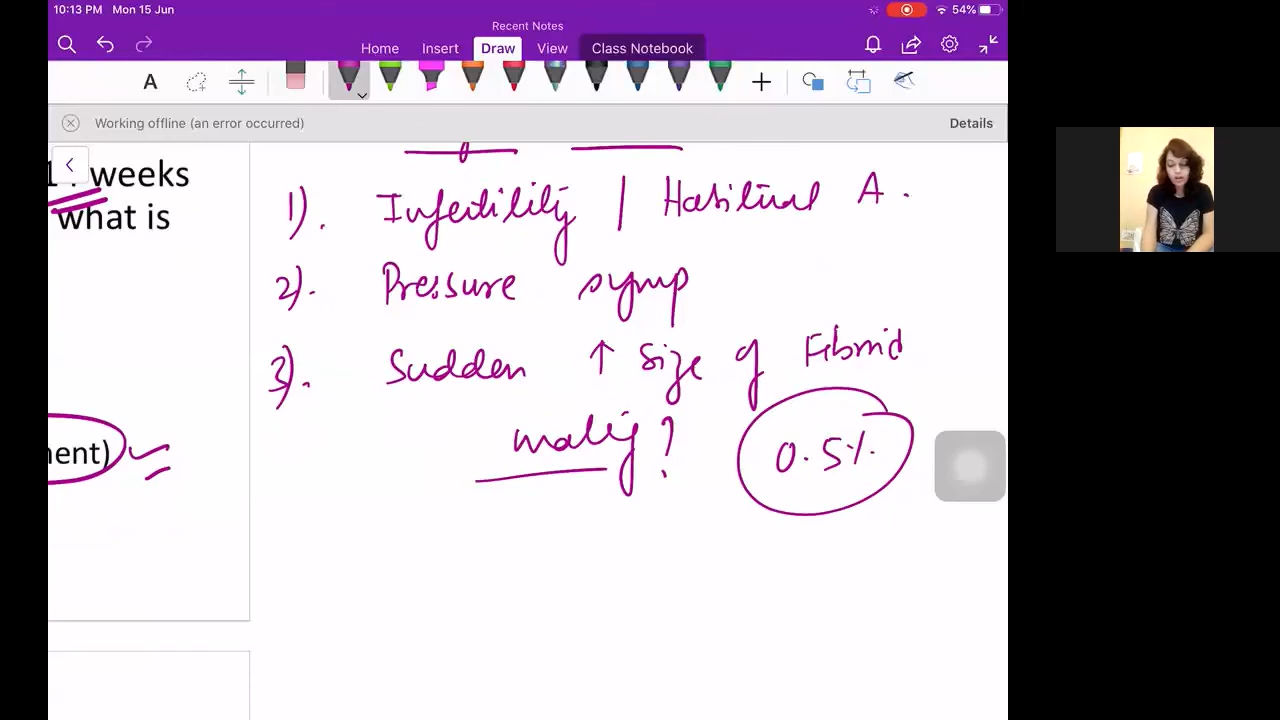 10:13 PM Mon 15 Jun
54%
Recent Notes
Home Insert Draw View Class Notebook
A
Working offline (an error occurred)
Details
weeks
what is
ment)
1). Infertility / Habitual A.
2). Pressure symp
3). Sudden ↑ size of Fibroid
malig? 0.5%